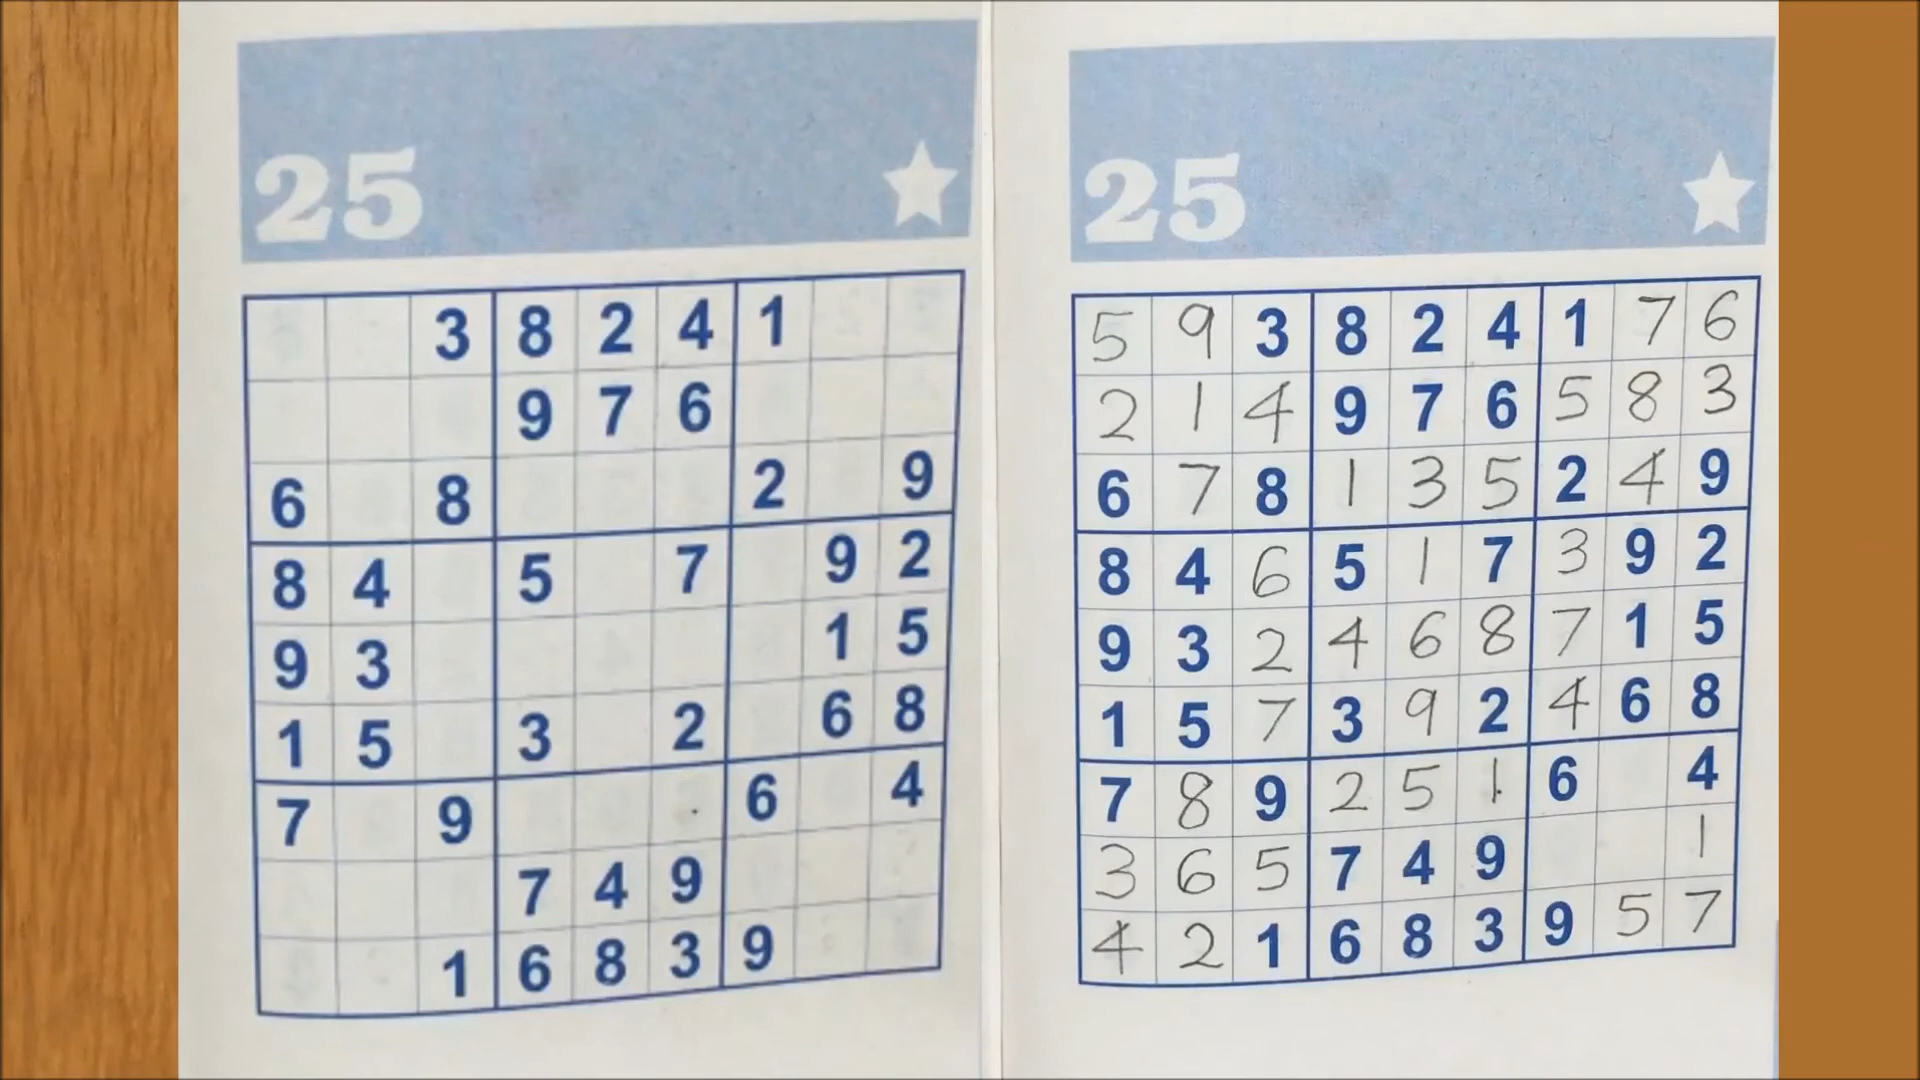 25
3 8 2 4 1
9 7 6
6 8 2 9
8 4 5 7 9 2
9 3 1 5
1 5 3 2 6 8
7 9 6 4
7 4 9
1 6 8 3 9
25
5 9 3 8 2 4 1 7 6
2 1 4 9 7 6 5 8 3
6 7 8 1 3 5 2 4 9
8 4 6 5 1 7 3 9 2
9 3 2 4 6 8 7 1 5
1 5 7 3 9 2 4 6 8
7 8 9 2 5 1 6 4
3 6 5 7 4 9 1
4 2 1 6 8 3 9 5 7